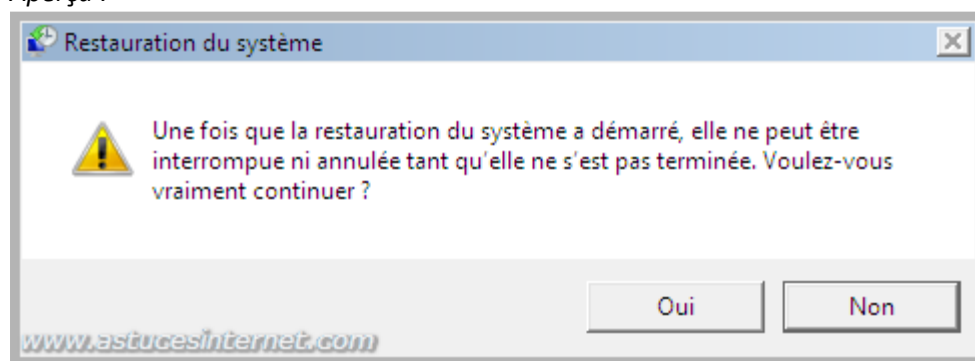 Aperçu :
Restauration du système
Une fois que la restauration du système a démarré, elle ne peut être
interrompue ni annulée tant qu'elle ne s'est pas terminée. Voulez-vous
vraiment continuer ?
Oui
Non
www.astucesinternet.com